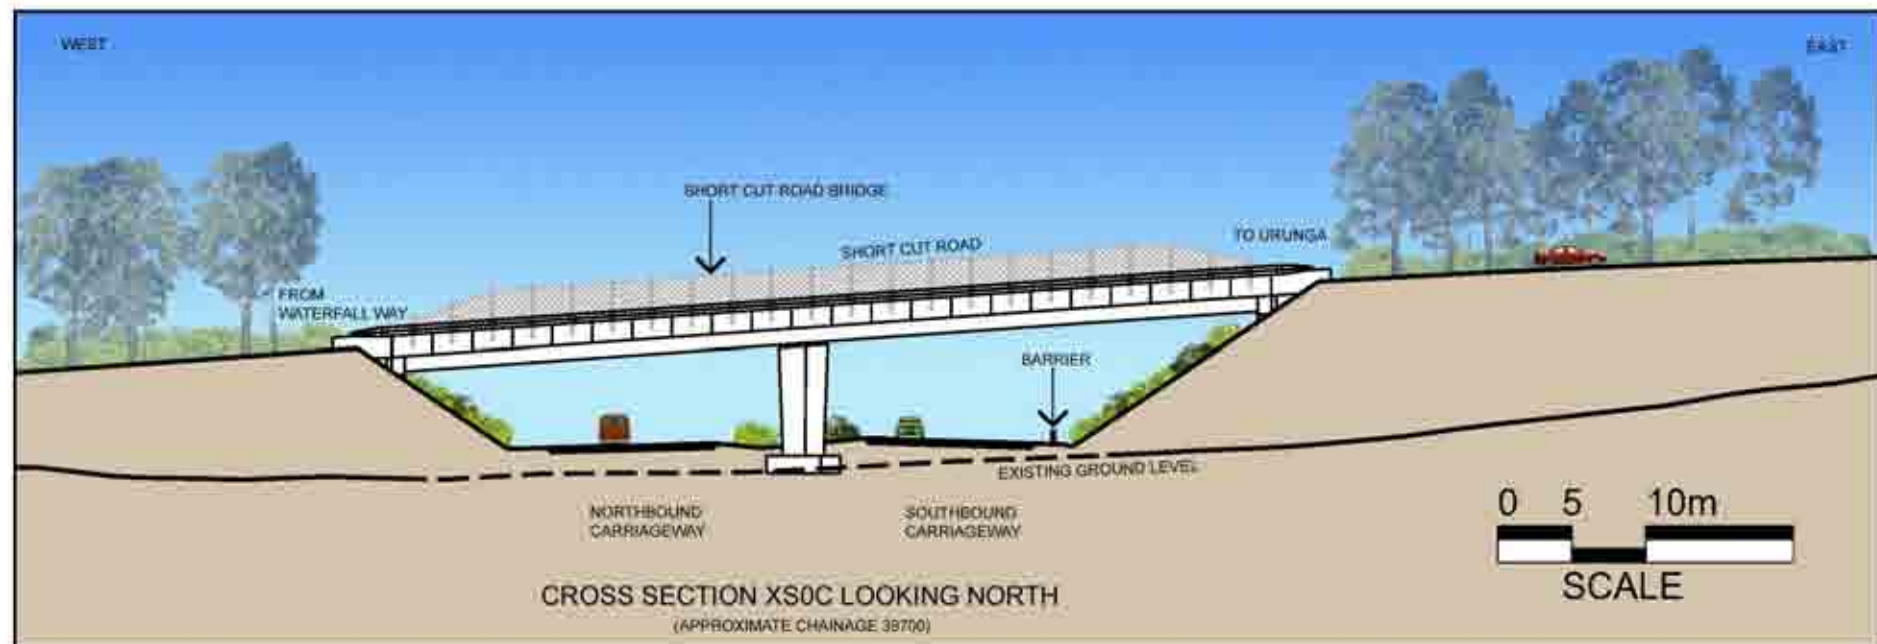 WEST
EAST
SHORT CUT ROAD BRIDGE
SHORT CUT ROAD
TO URUNGA
FROM
WATERFALL WAY
BARRIER
EXISTING GROUND LEVEL
NORTHBOUND
CARRIAGEWAY
SOUTHBOUND
CARRIAGEWAY
0 5 10m
SCALE
CROSS SECTION XS0C LOOKING NORTH
(APPROXIMATE CHAINAGE 39700)